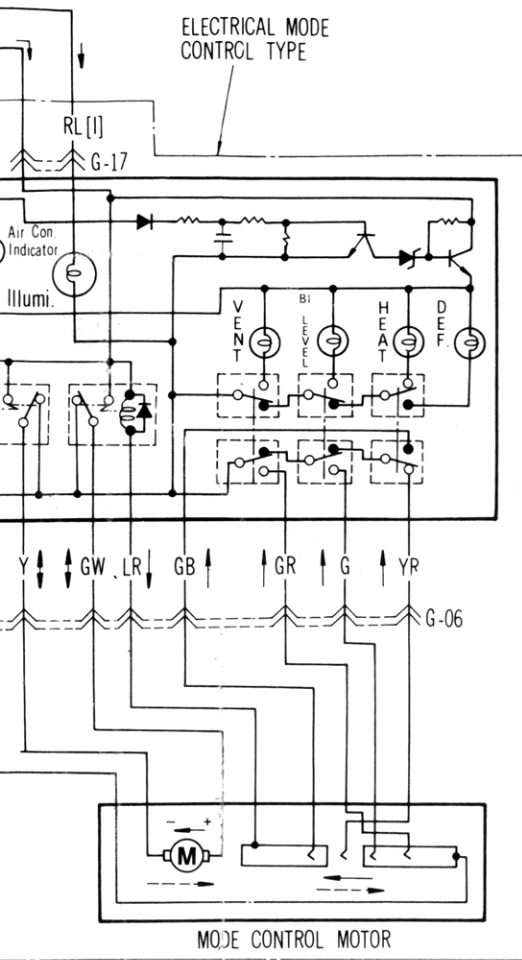 ELECTRICAL MODE
CONTROL TYPE
RL[I]
G-17
Air Con.
Indicator
Illumi.
VENT
BI LEVEL
HEAT
DEF.
Y
GW
LR
GB
GR
G
YR
G-06
- +
M
MODE CONTROL MOTOR